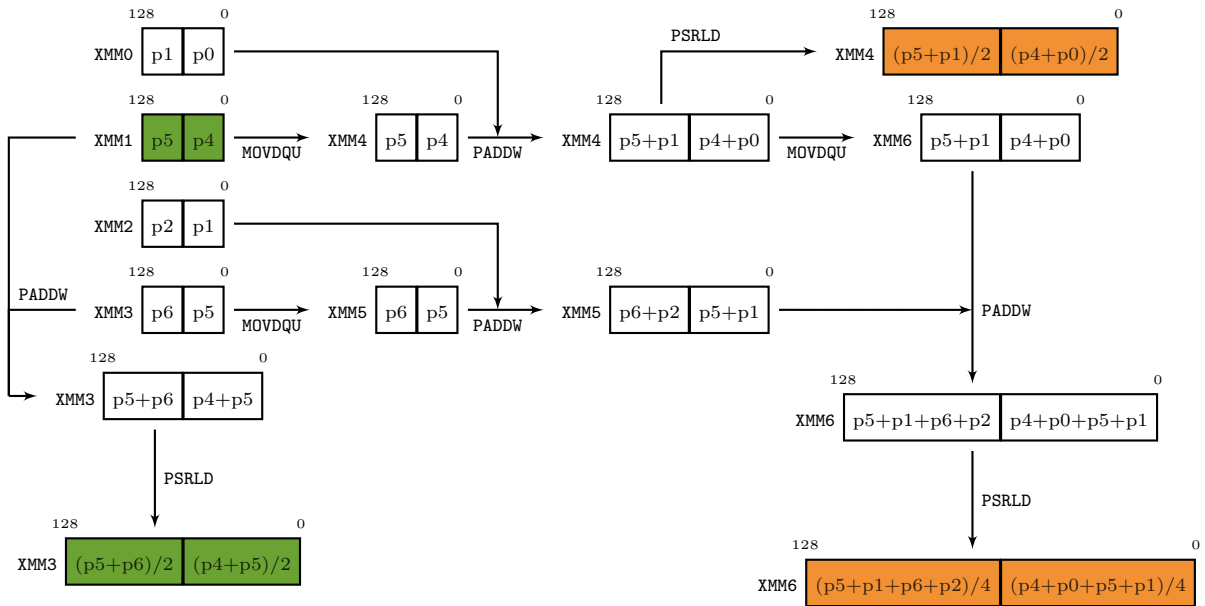 128 0
XMM0 p1 p0
PSRLD
128 0
XMM4 (p5+p1)/2 (p4+p0)/2
128 0
XMM1 p5 p4
MOVDQU
128 0
XMM4 p5 p4
PADDW
128 0
XMM4 p5+p1 p4+p0
MOVDQU
128 0
XMM6 p5+p1 p4+p0
128 0
XMM2 p2 p1
PADDW
128 0
XMM3 p6 p5
MOVDQU
128 0
XMM5 p6 p5
PADDW
128 0
XMM5 p6+p2 p5+p1
PADDW
128 0
XMM3 p5+p6 p4+p5
128 0
XMM6 p5+p1+p6+p2 p4+p0+p5+p1
PSRLD
PSRLD
128 0
XMM3 (p5+p6)/2 (p4+p5)/2
128 0
XMM6 (p5+p1+p6+p2)/4 (p4+p0+p5+p1)/4